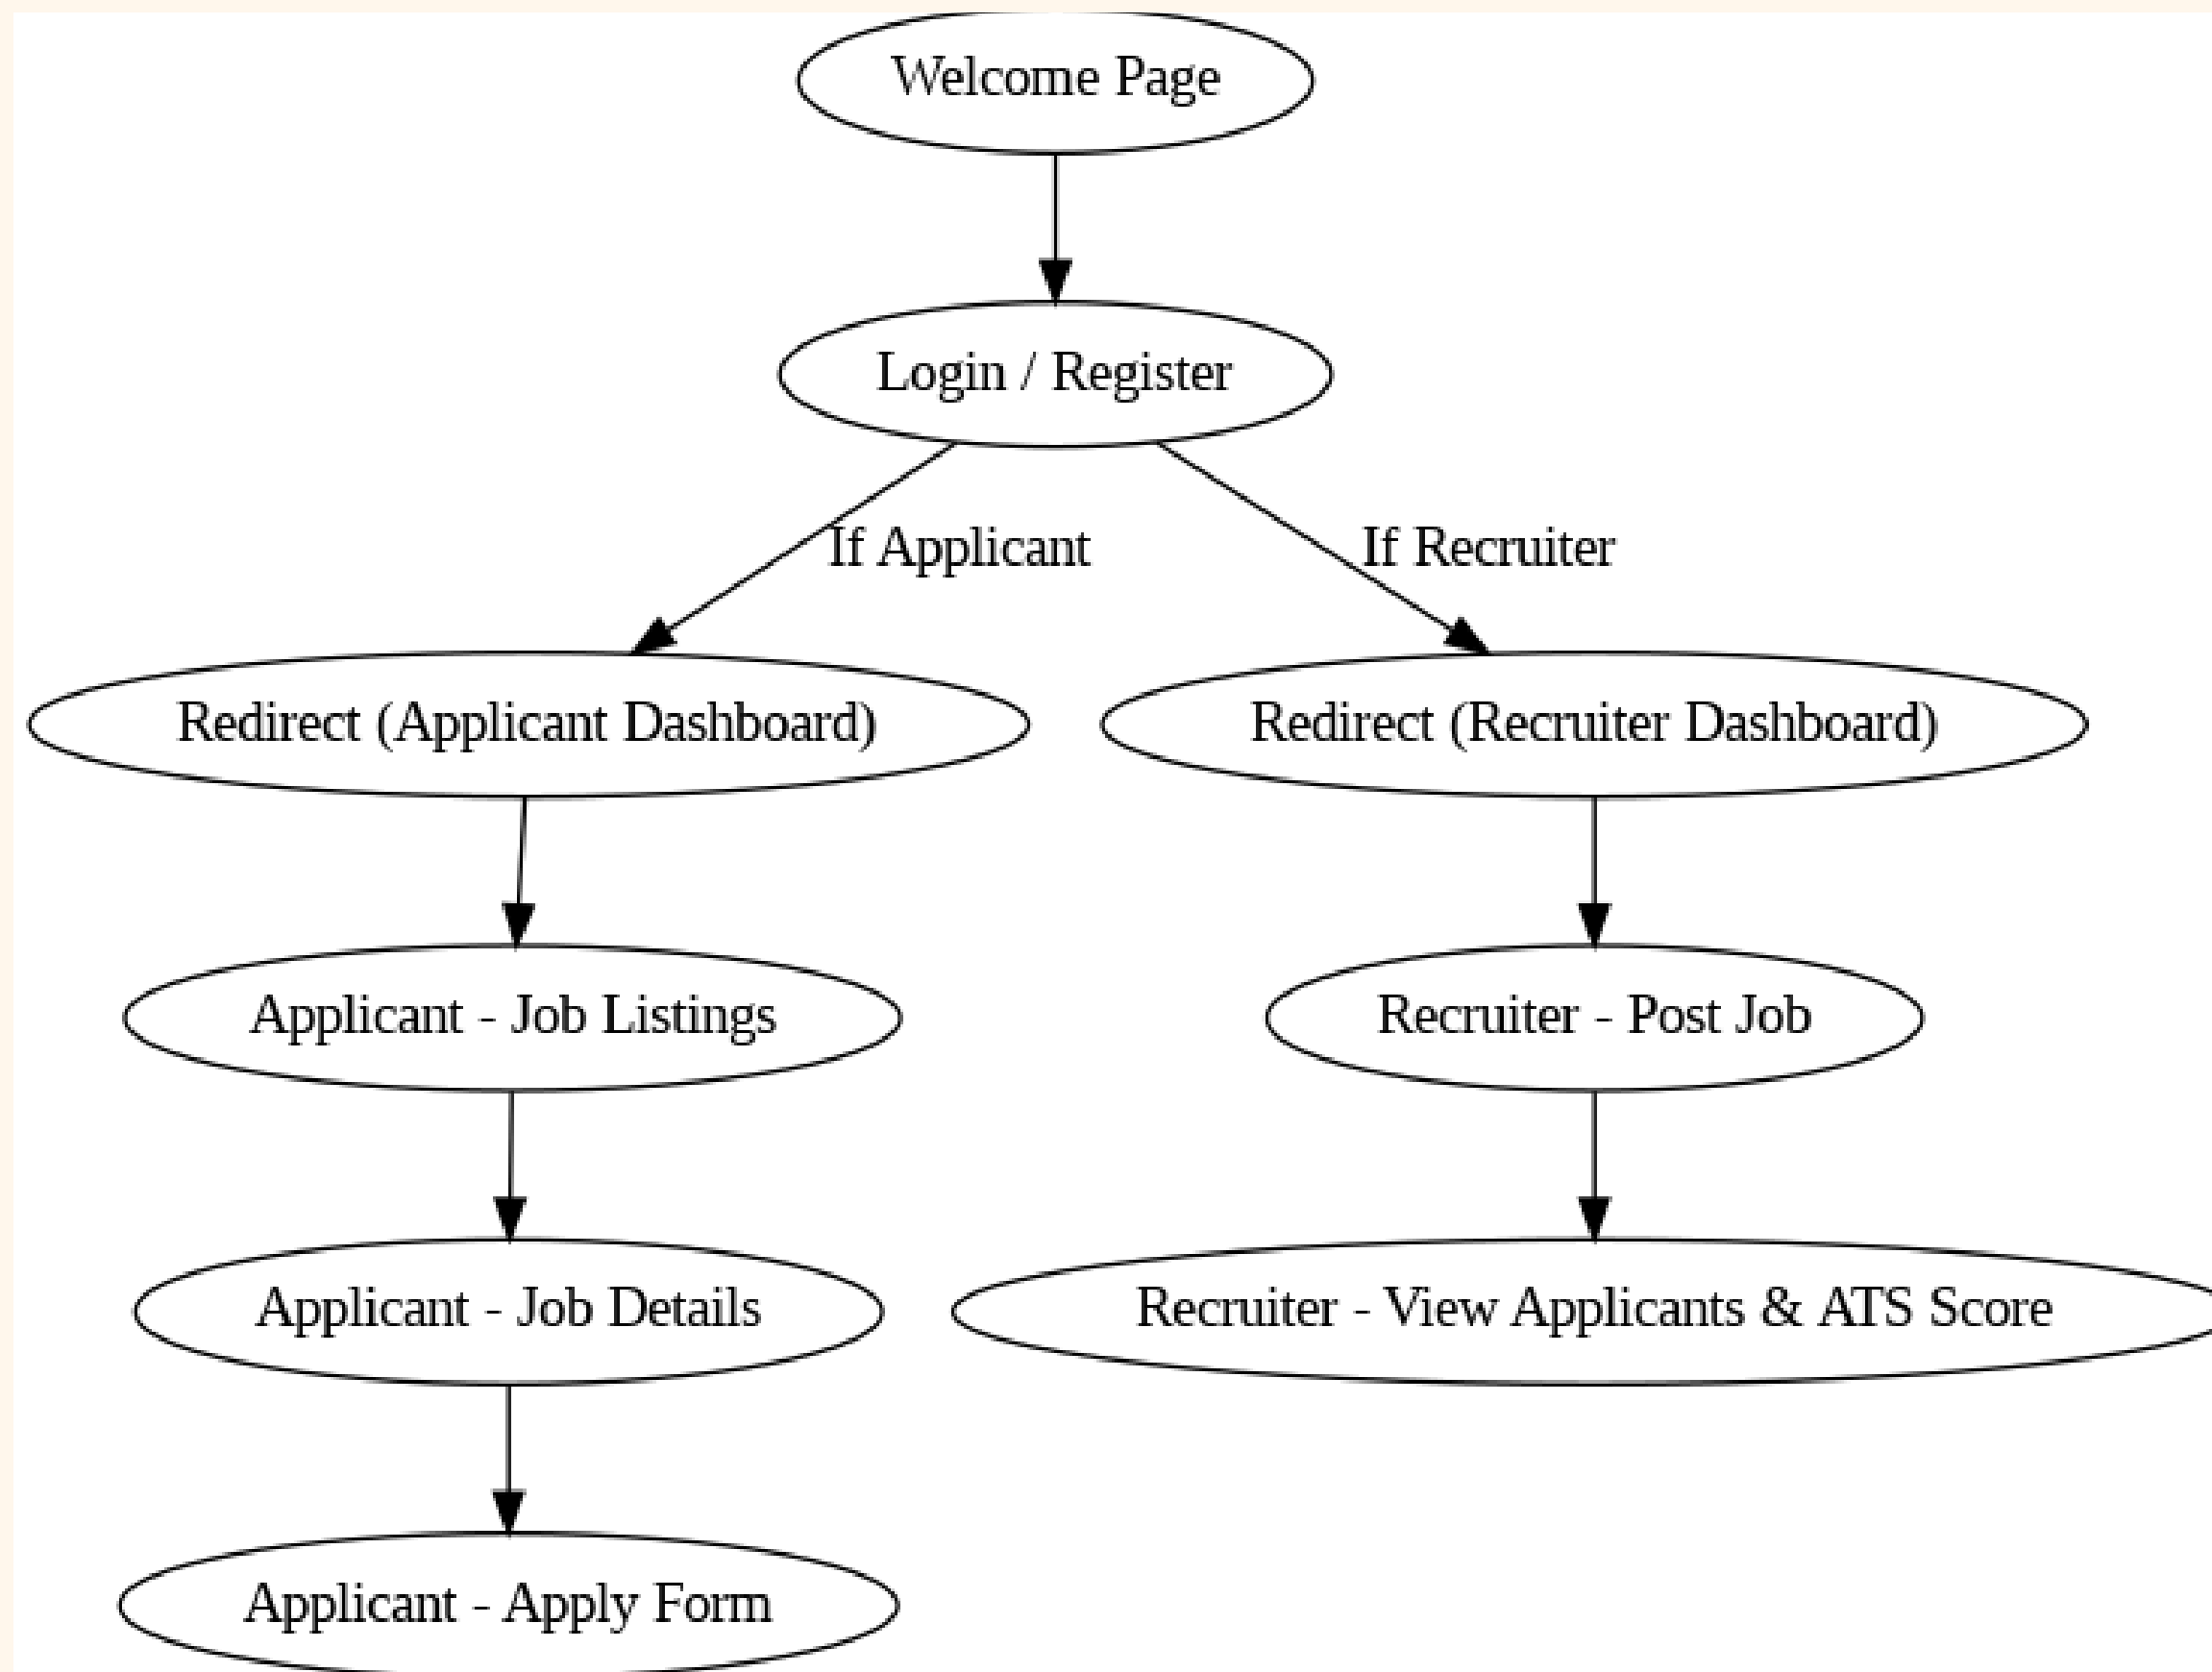 Welcome Page
Login / Register
If Applicant
If Recruiter
Redirect (Applicant Dashboard)
Redirect (Recruiter Dashboard)
Applicant - Job Listings
Recruiter - Post Job
Applicant - Job Details
Recruiter - View Applicants & ATS Score
Applicant - Apply Form